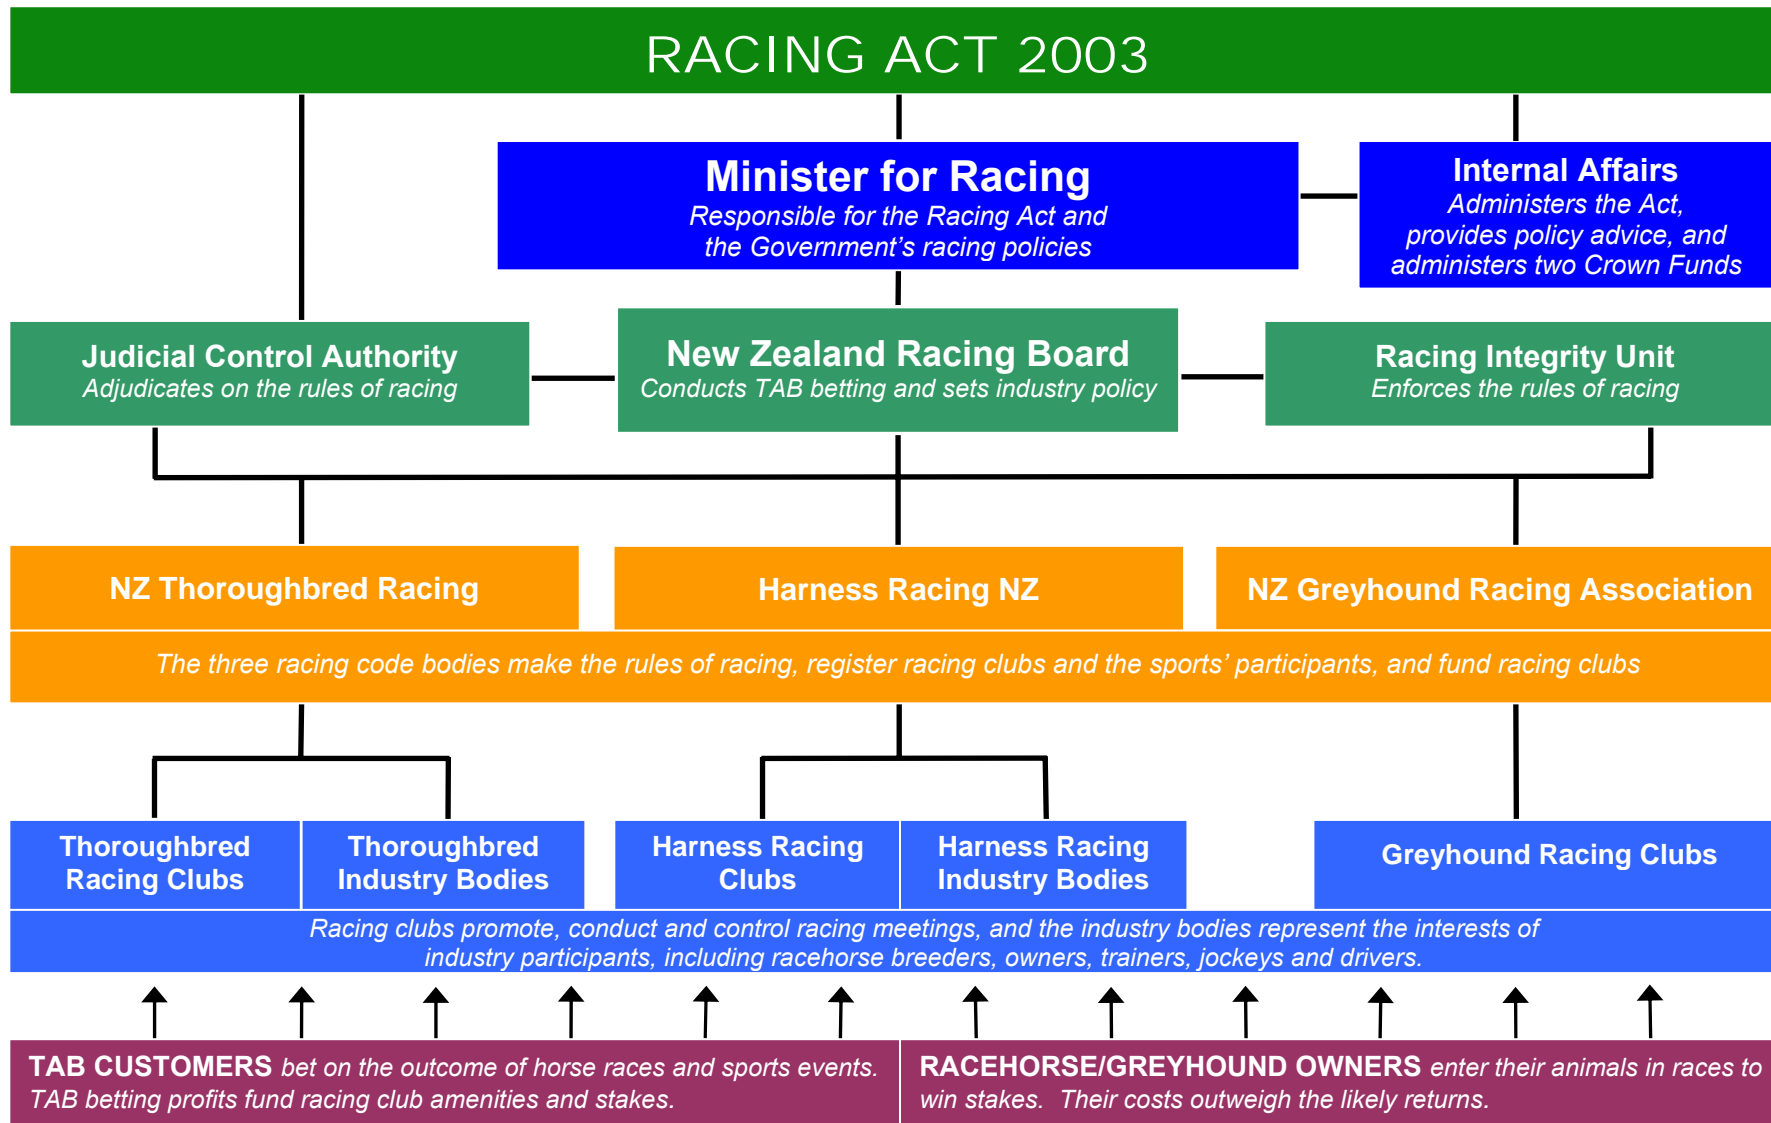 RACING ACT 2003
Minister for Racing
Responsible for the Racing Act and
the Government’s racing policies
Internal Affairs
Administers the Act,
provides policy advice, and
administers two Crown Funds
Judicial Control Authority
Adjudicates on the rules of racing
New Zealand Racing Board
Conducts TAB betting and sets industry policy
Racing Integrity Unit
Enforces the rules of racing
NZ Thoroughbred Racing
Harness Racing NZ
NZ Greyhound Racing Association
The three racing code bodies make the rules of racing, register racing clubs and the sports’ participants, and fund racing clubs
Thoroughbred
Racing Clubs
Thoroughbred
Industry Bodies
Harness Racing
Clubs
Harness Racing
Industry Bodies
Greyhound Racing Clubs
Racing clubs promote, conduct and control racing meetings, and the industry bodies represent the interests of
industry participants, including racehorse breeders, owners, trainers, jockeys and drivers.
TAB CUSTOMERS bet on the outcome of horse races and sports events.
TAB betting profits fund racing club amenities and stakes.
RACEHORSE/GREYHOUND OWNERS enter their animals in races to
win stakes.  Their costs outweigh the likely returns.